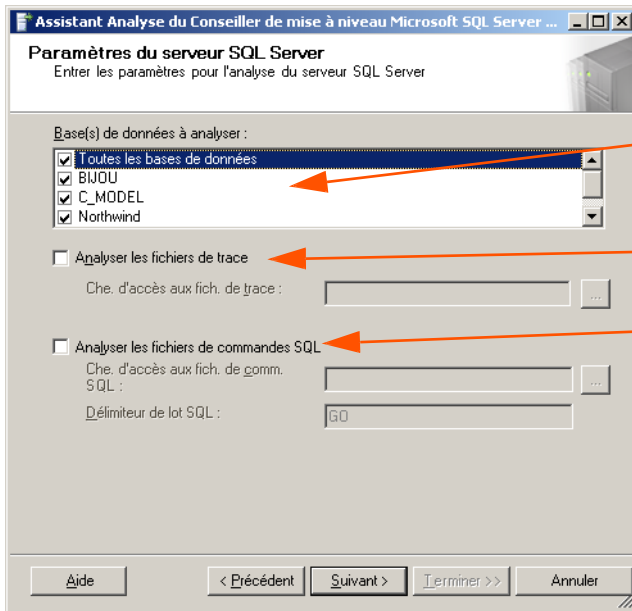 Assistant Analyse du Conseiller de mise à niveau Microsoft SQL Server ...
Paramètres du serveur SQL Server
Entrer les paramètres pour l'analyse du serveur SQL Server
Base(s) de données à analyser :
Toutes les bases de données
BIJOU
C_MODEL
Northwind
Analyser les fichiers de trace
Che. d'accès aux fich. de trace :
...
Analyser les fichiers de commandes SQL
Che. d'accès aux fich. de comm.
SQL :
...
Délimiteur de lot SQL :
GO
Aide
< Précédent
Suivant >
Terminer >>
Annuler